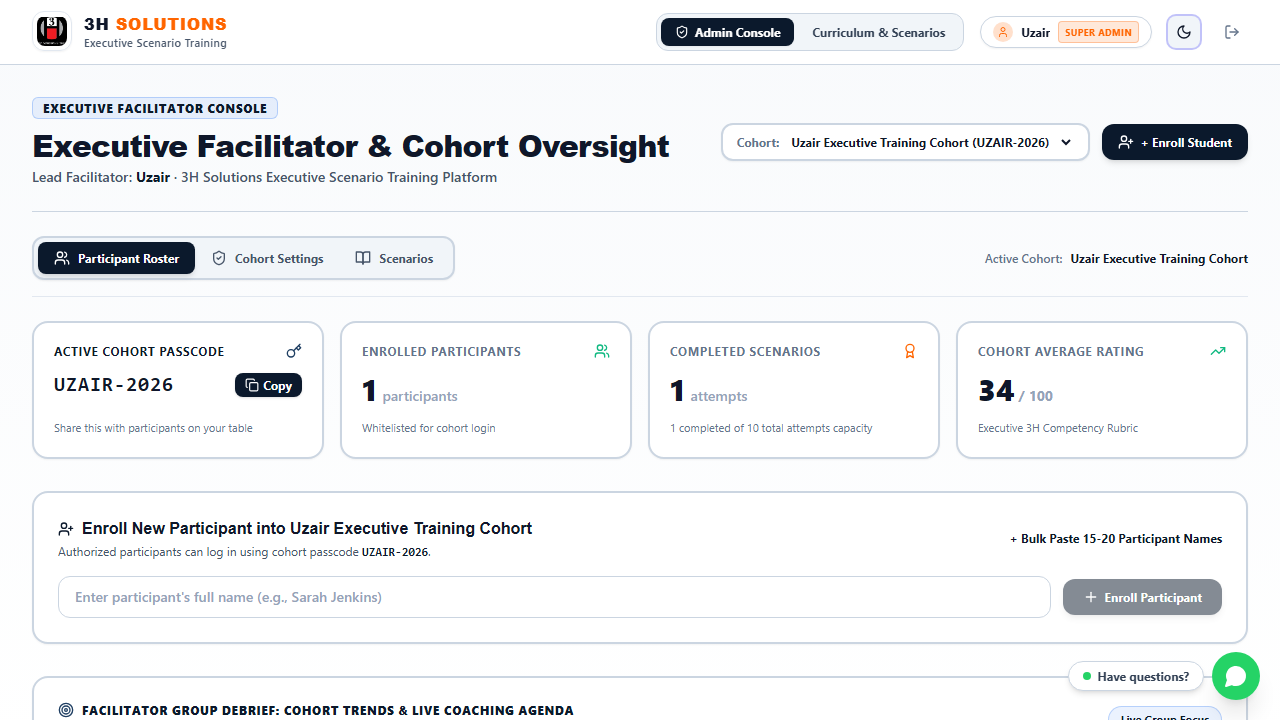 3H SOLUTIONS
Executive Scenario Training
Admin Console
Curriculum & Scenarios
Uzair
SUPER ADMIN
EXECUTIVE FACILITATOR CONSOLE
Executive Facilitator & Cohort Oversight
Lead Facilitator: Uzair · 3H Solutions Executive Scenario Training Platform
Cohort: Uzair Executive Training Cohort (UZAIR-2026)
+ Enroll Student
Participant Roster
Cohort Settings
Scenarios
Active Cohort: Uzair Executive Training Cohort
ACTIVE COHORT PASSCODE
UZAIR-2026
Copy
Share this with participants on your table
ENROLLED PARTICIPANTS
1 participants
Whitelisted for cohort login
COMPLETED SCENARIOS
1 attempts
1 completed of 10 total attempts capacity
COHORT AVERAGE RATING
34 / 100
Executive 3H Competency Rubric
Enroll New Participant into Uzair Executive Training Cohort
Authorized participants can log in using cohort passcode UZAIR-2026.
+ Bulk Paste 15-20 Participant Names
Enter participant's full name (e.g., Sarah Jenkins)
Enroll Participant
Have questions?
FACILITATOR GROUP DEBRIEF: COHORT TRENDS & LIVE COACHING AGENDA
Live Group Focus